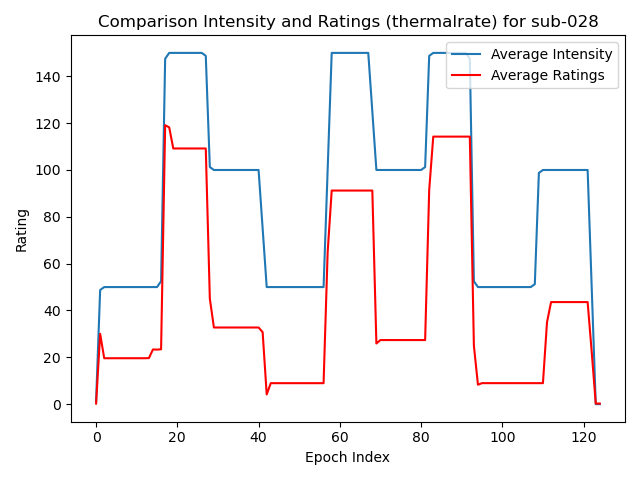 Comparison Intensity and Ratings (thermalrate) for sub-028
Average Intensity
Average Ratings
140
120
100
80
60
40
20
0
Rating
0 20 40 60 80 100 120
Epoch Index